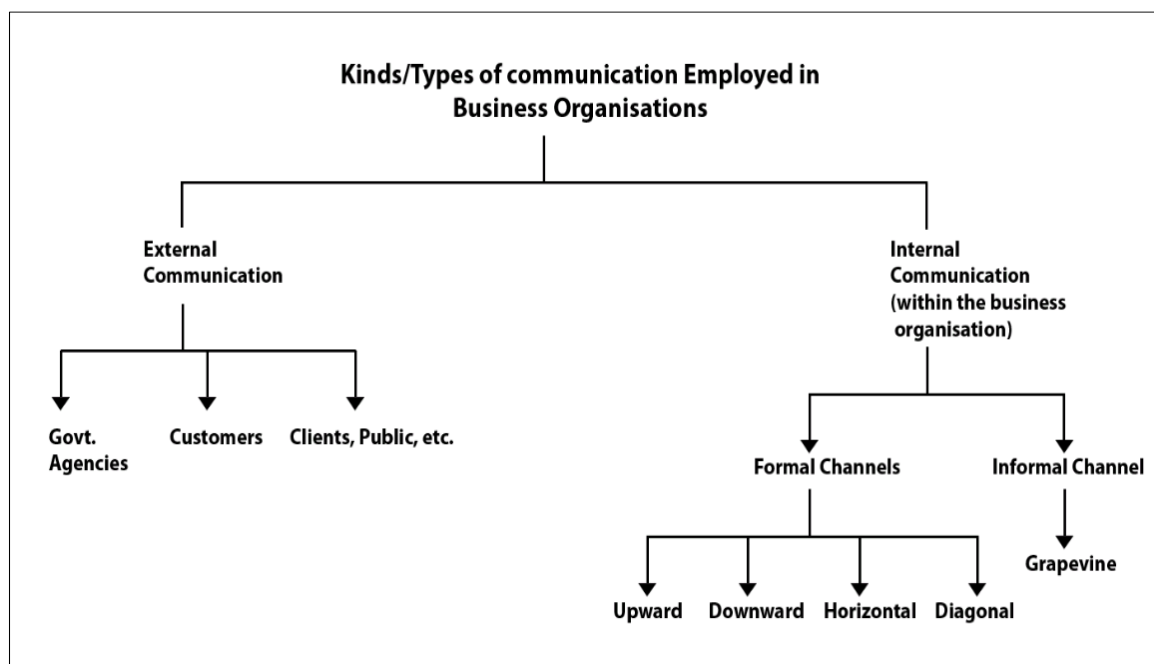 Kinds/Types of communication Employed in
Business Organisations
External
Communication
Internal
Communication
(within the business
organisation)
Govt.
Agencies
Customers
Clients, Public, etc.
Formal Channels
Informal Channel
Grapevine
Upward
Downward
Horizontal
Diagonal